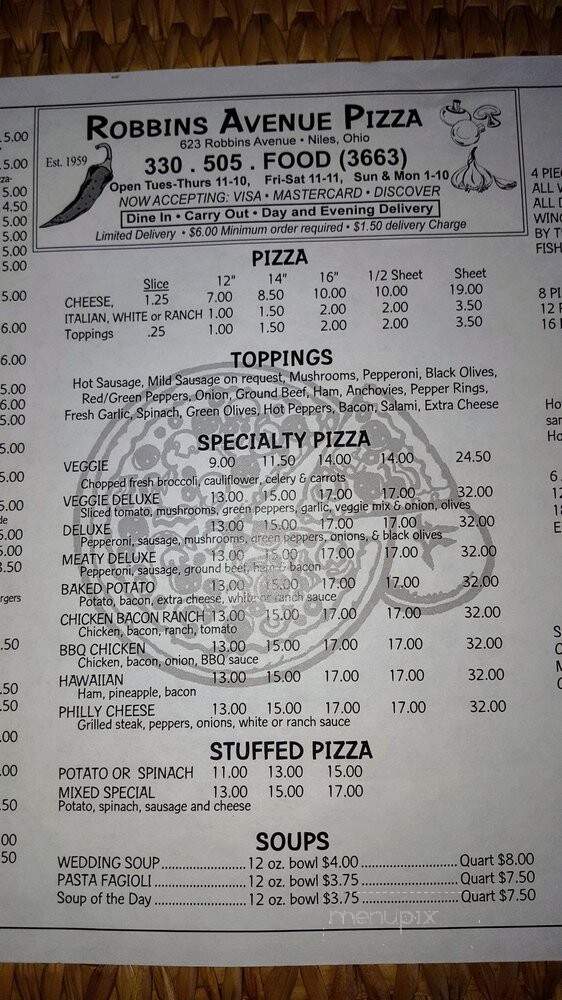 ROBBINS AVENUE PIZZA
623 Robbins Avenue • Niles, Ohio
Est. 1959
330 . 505 . FOOD (3663)
Open Tues-Thurs 11-10, Fri-Sat 11-11, Sun & Mon 1-10
NOW ACCEPTING: VISA • MASTERCARD • DISCOVER
Dine In • Carry Out • Day and Evening Delivery
Limited Delivery • $6.00 Minimum order required • $1.50 delivery Charge
PIZZA
Slice 12" 14" 16" 1/2 Sheet Sheet
CHEESE, 1.25 7.00 8.50 10.00 10.00 19.00
ITALIAN, WHITE or RANCH 1.00 1.50 2.00 2.00 3.50
Toppings .25 1.00 1.50 2.00 2.00 3.50
TOPPINGS
Hot Sausage, Mild Sausage on request, Mushrooms, Pepperoni, Black Olives,
Red/Green Peppers, Onion, Ground Beef, Ham, Anchovies, Pepper Rings,
Fresh Garlic, Spinach, Green Olives, Hot Peppers, Bacon, Salami, Extra Cheese
SPECIALTY PIZZA
VEGGIE 9.00 11.50 14.00 14.00 24.50
Chopped fresh broccoli, cauliflower, celery & carrots
VEGGIE DELUXE 13.00 15.00 17.00 17.00 32.00
Sliced tomato, mushrooms, green peppers, garlic, veggie mix & onion, olives
DELUXE 13.00 15.00 17.00 17.00 32.00
Pepperoni, sausage, mushrooms, green peppers, onions, & black olives
MEATY DELUXE 13.00 15.00 17.00 17.00 32.00
Pepperoni, sausage, ground beef, ham & bacon
BAKED POTATO 13.00 15.00 17.00 17.00 32.00
Potato, bacon, extra cheese, white or ranch sauce
CHICKEN BACON RANCH 13.00 15.00 17.00 17.00 32.00
Chicken, bacon, ranch, tomato
BBQ CHICKEN 13.00 15.00 17.00 17.00 32.00
Chicken, bacon, onion, BBQ sauce
HAWAIIAN 13.00 15.00 17.00 17.00 32.00
Ham, pineapple, bacon
PHILLY CHEESE 13.00 15.00 17.00 17.00 32.00
Grilled steak, peppers, onions, white or ranch sauce
STUFFED PIZZA
POTATO OR SPINACH 11.00 13.00 15.00
MIXED SPECIAL 13.00 15.00 17.00
Potato, spinach, sausage and cheese
SOUPS
WEDDING SOUP ........ 12 oz. bowl $4.00 ........ Quart $8.00
PASTA FAGIOLI ........ 12 oz. bowl $3.75 ........ Quart $7.50
Soup of the Day ........ 12 oz. bowl $3.75 ........ Quart $7.50
menupix